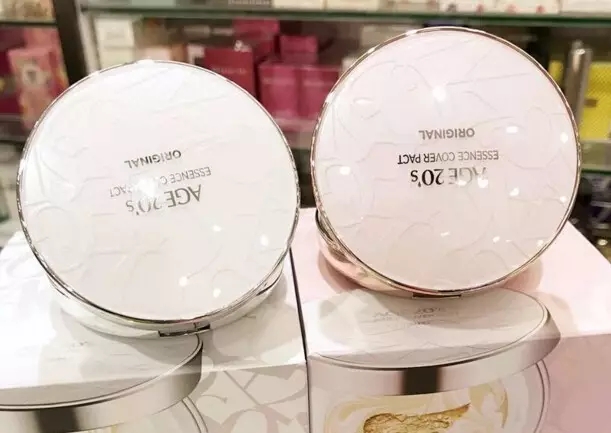 AGE 20's
ESSENCE COVER PACT
ORIGINAL
AGE 20's
ESSENCE COVER PACT
ORIGINAL